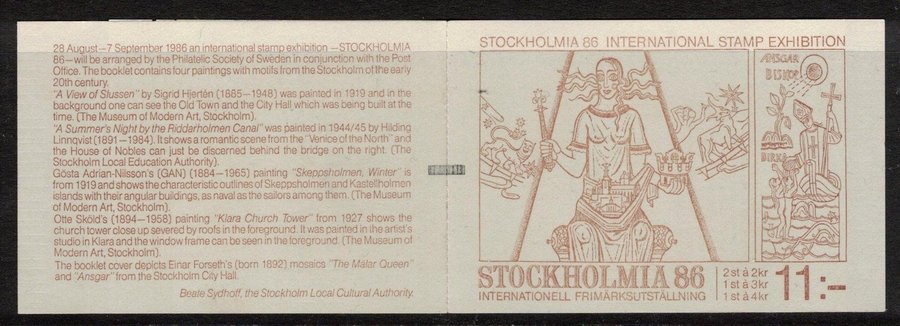 28 August—7 September 1986 an international stamp exhibition —STOCKHOLMIA
86—will be arranged by the Philatelic Society of Sweden in conjunction with the Post
Office. The booklet contains four paintings with motifs from the Stockholm of the early
20th century.
"A View of Slussen" by Sigrid Hjertén (1885—1948) was painted in 1919 and in the
background one can see the Old Town and the City Hall which was being built at the
time. (The Museum of Modern Art, Stockholm).
"A Summer's Night by the Riddarholmen Canal" was painted in 1944/45 by Hilding
Linnqvist (1891—1984). It shows a romantic scene from the "Venice of the North" and
the House of Nobles can just be discerned behind the bridge on the right. (The
Stockholm Local Education Authority).
Gösta Adrian-Nilsson's (GAN) (1884—1965) painting "Skeppsholmen, Winter" is
from 1919 and shows the characteristic outlines of Skeppsholmen and Kastellholmen
islands with their angular buildings, as naval as the sailors among them. (The Museum
of Modern Art, Stockholm).
Otte Sköld's (1894—1958) painting "Klara Church Tower" from 1927 shows the
church tower close up severed by roofs in the foreground. It was painted in the artist's
studio in Klara and the window frame can be seen in the foreground. (The Museum of
Modern Art, Stockholm).
The booklet cover depicts Einar Forseth's (born 1892) mosaics "The Mälar Queen"
and "Ansgar" from the Stockholm City Hall.
Beate Sydhoff, the Stockholm Local Cultural Authority.
STOCKHOLMIA 86 INTERNATIONAL STAMP EXHIBITION
ANSGAR
BISKOP
BIRKA
STOCKHOLMIA 86
INTERNATIONELL FRIMÄRKSUTSTÄLLNING
2 st à 2 kr
1 st à 3 kr
1 st à 4 kr
11:-